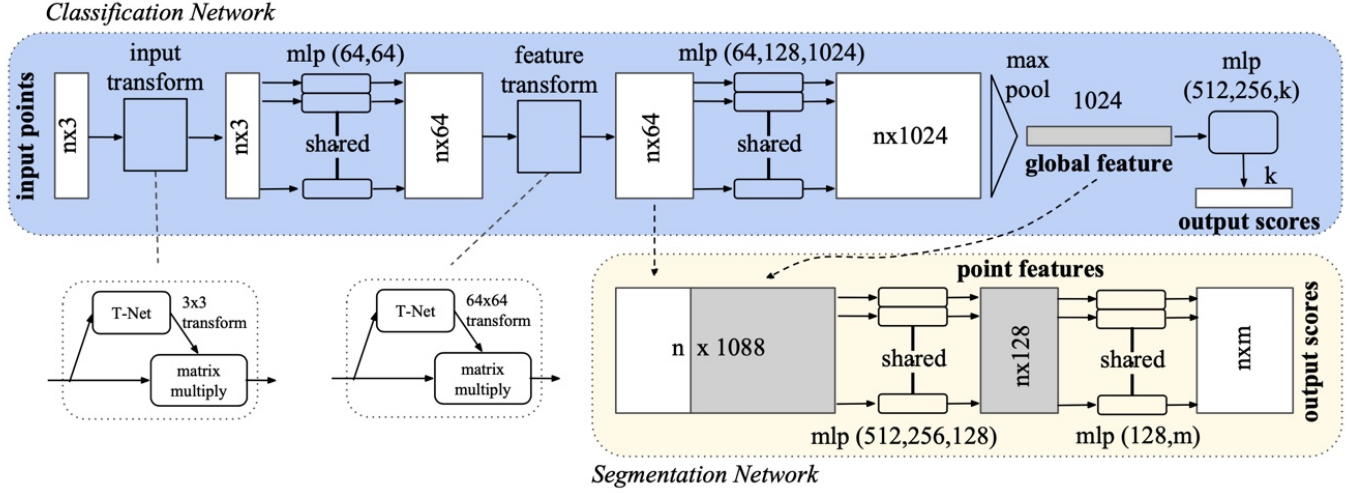 Classification Network
input points
nx3
input
transform
nx3
mlp (64,64)
shared
nx64
feature
transform
nx64
mlp (64,128,1024)
shared
nx1024
max
pool
1024
global feature
mlp
(512,256,k)
k
output scores
T-Net
3x3
transform
matrix
multiply
T-Net
64x64
transform
matrix
multiply
point features
n x 1088
shared
mlp (512,256,128)
nx128
shared
mlp (128,m)
nxm
output scores
Segmentation Network